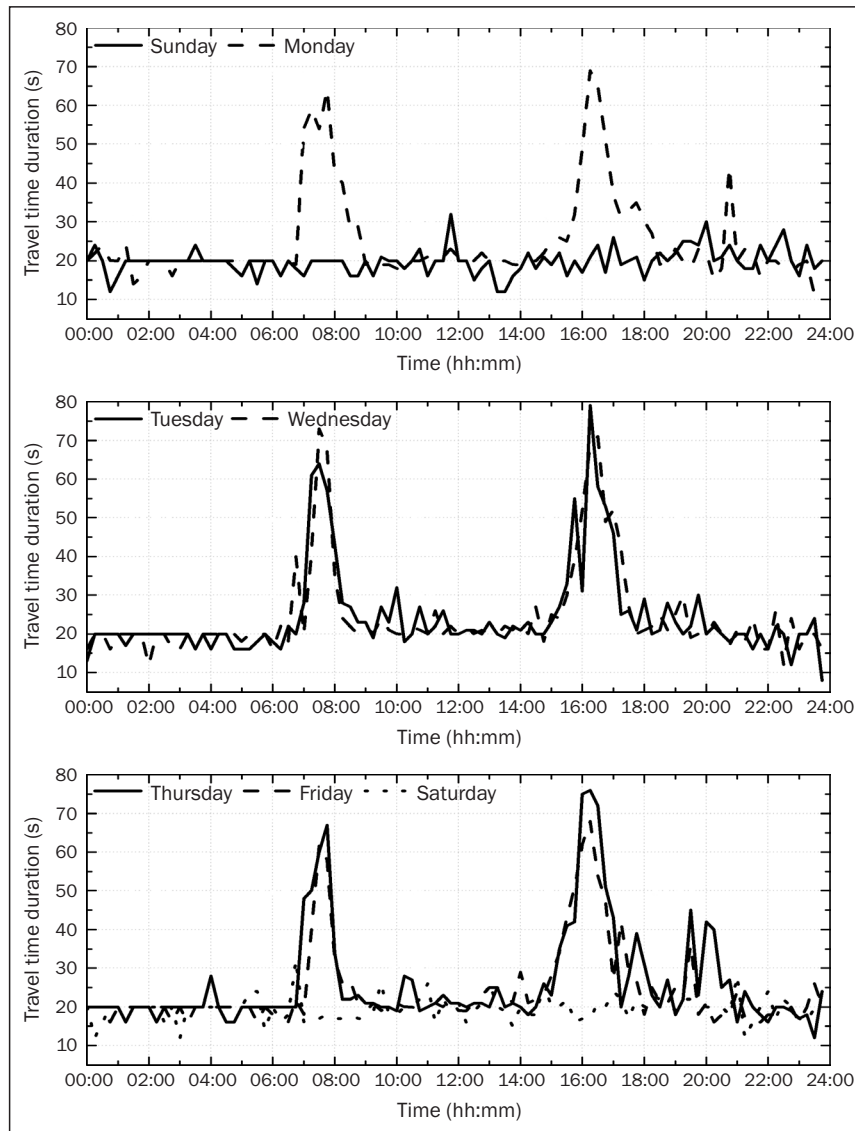 80
Sunday Monday
70
60
50
40
30
20
10
Travel time duration (s)
00:00 02:00 04:00 06:00 08:00 10:00 12:00 14:00 16:00 18:00 20:00 22:00 24:00
Time (hh:mm)
80
Tuesday Wednesday
70
60
50
40
30
20
10
Travel time duration (s)
00:00 02:00 04:00 06:00 08:00 10:00 12:00 14:00 16:00 18:00 20:00 22:00 24:00
Time (hh:mm)
80
Thursday Friday Saturday
70
60
50
40
30
20
10
Travel time duration (s)
00:00 02:00 04:00 06:00 08:00 10:00 12:00 14:00 16:00 18:00 20:00 22:00 24:00
Time (hh:mm)